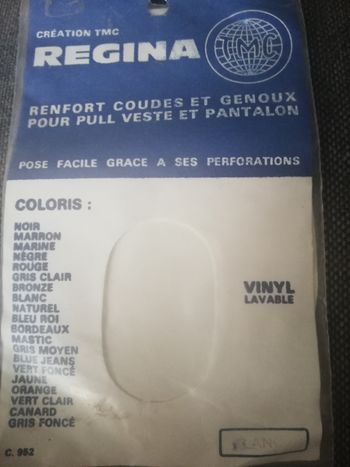 CRÉATION TMC
REGINA
TMC
RENFORT COUDES ET GENOUX
POUR PULL VESTE ET PANTALON
POSE FACILE GRACE A SES PERFORATIONS
COLORIS :
NOIR
MARRON
MARINE
NÈGRE
ROUGE
GRIS CLAIR
BRONZE
BLANC
NATUREL
BLEU ROI
BORDEAUX
MASTIC
GRIS MOYEN
BLUE JEANS
VERT FONCÉ
JAUNE
ORANGE
VERT CLAIR
CANARD
GRIS FONCÉ
VINYL
LAVABLE
BLANC
C. 952